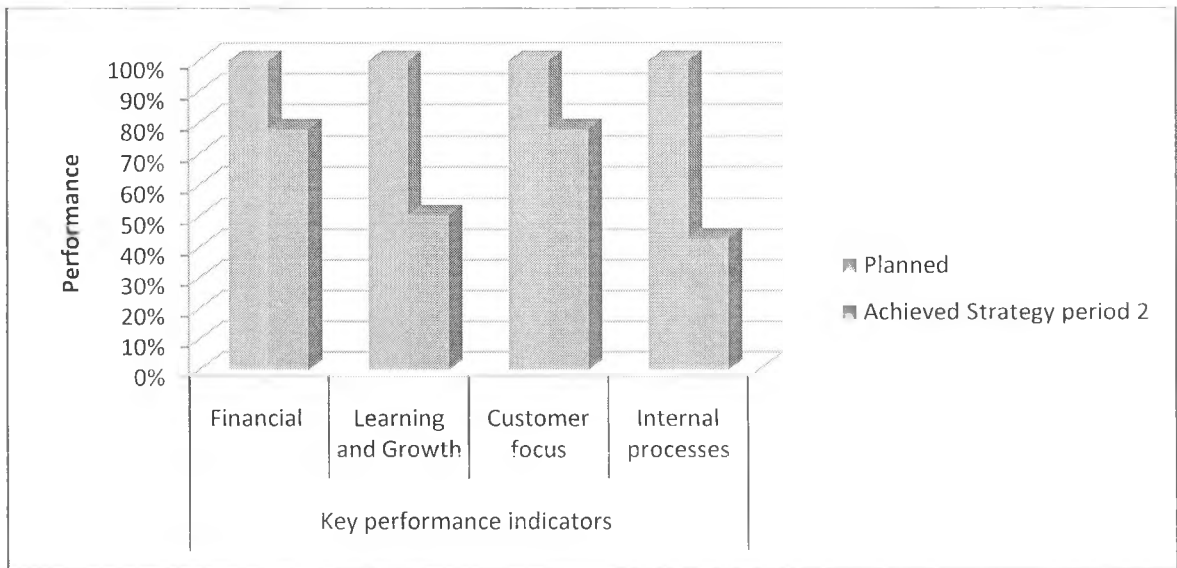 Performance
100%
90%
80%
70%
60%
50%
40%
30%
20%
10%
0%
Financial
Learning
and Growth
Customer
focus
Internal
processes
Key performance indicators
Planned
Achieved Strategy period 2